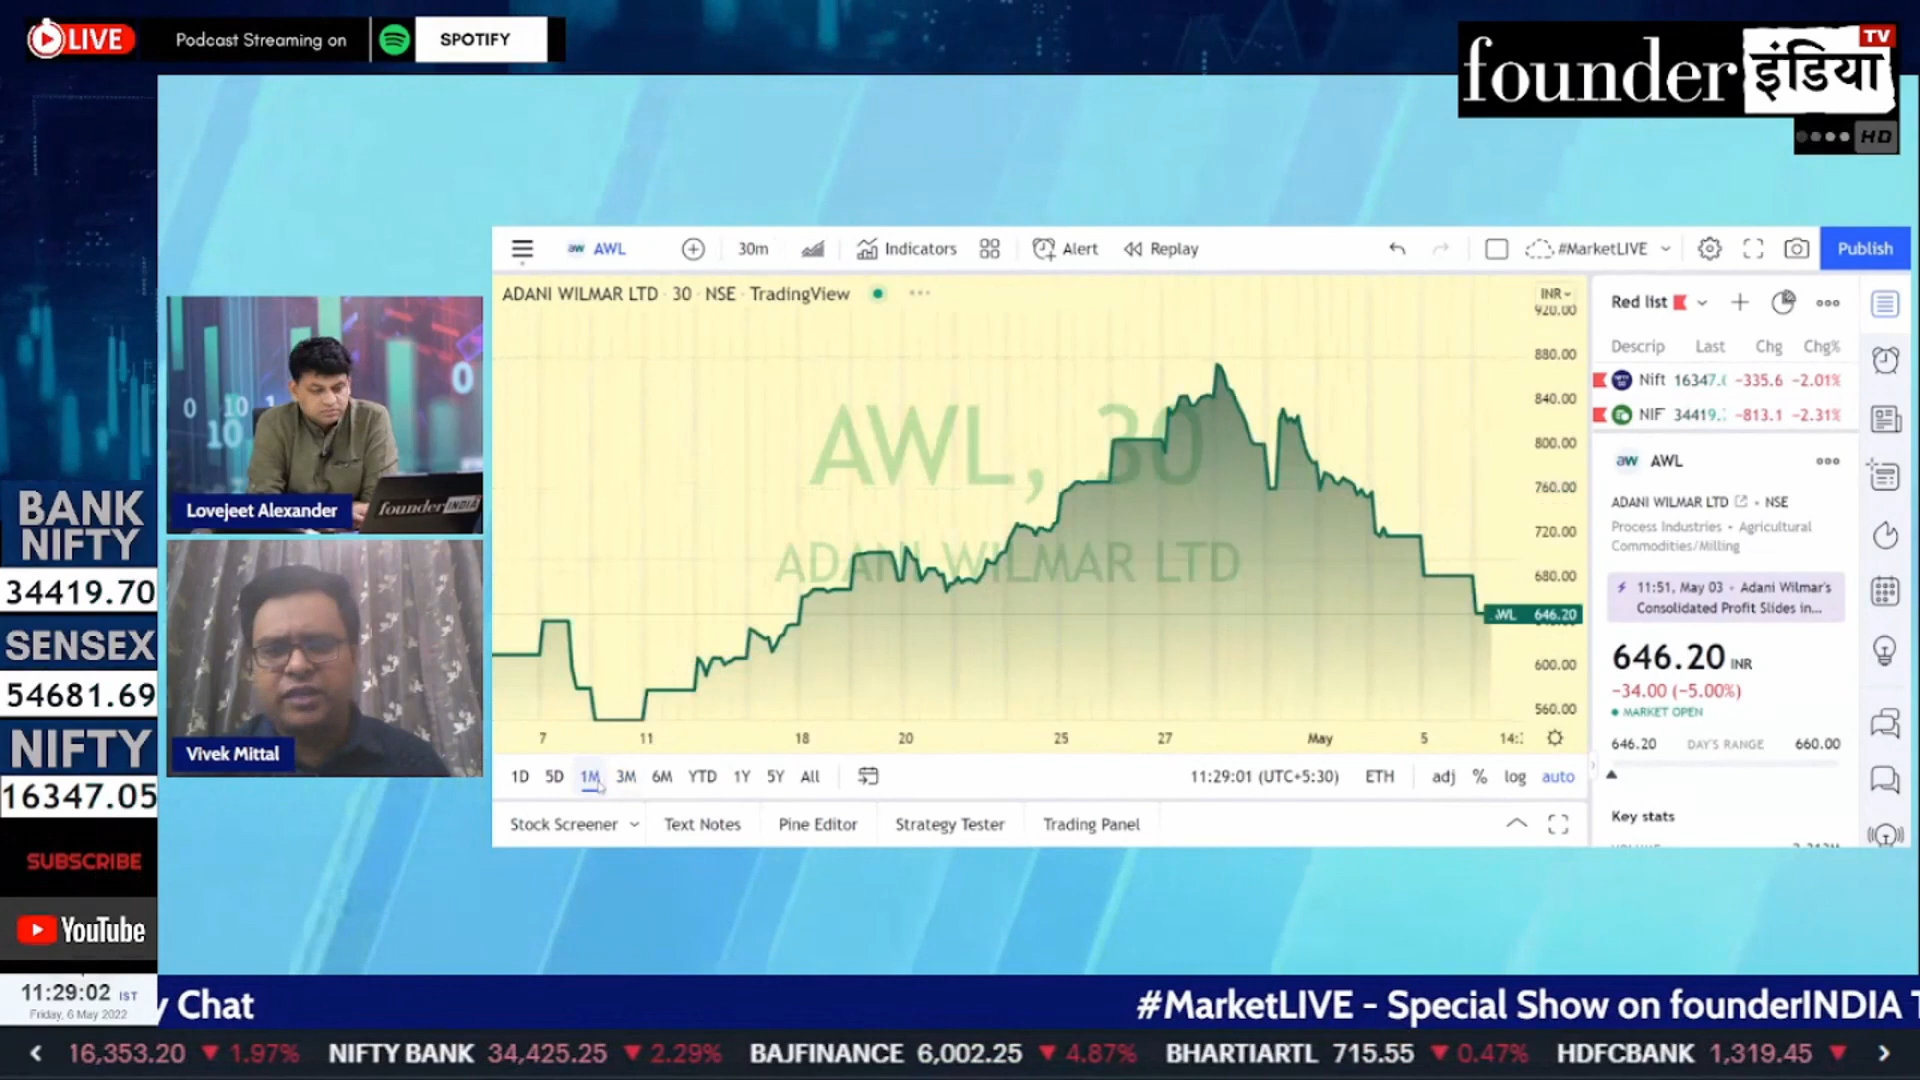 LIVE
Podcast Streaming on
SPOTIFY
founder इंडिया TV
HD
AWL
30m
Indicators
Alert
Replay
#MarketLIVE
Publish
ADANI WILMAR LTD · 30 · NSE · TradingView
INR
920.00
880.00
840.00
800.00
760.00
720.00
680.00
AWL 646.20
600.00
560.00
AWL, 30
ADANI WILMAR LTD
7 11 18 20 25 27 May 5
1D 5D 1M 3M 6M YTD 1Y 5Y All
11:29:01 (UTC+5:30) ETH adj % log auto
Stock Screener Text Notes Pine Editor Strategy Tester Trading Panel
Red list
Descrip Last Chg Chg%
Nift 16347. −335.6 −2.01%
NIF 34419. −813.1 −2.31%
aw AWL
ADANI WILMAR LTD • NSE
Process Industries • Agricultural
Commodities/Milling
11:51, May 03 • Adani Wilmar's
Consolidated Profit Slides in...
646.20 INR
−34.00 (−5.00%)
MARKET OPEN
646.20 DAY'S RANGE 660.00
Key stats
Lovejeet Alexander
founder INDIA
Vivek Mittal
BANK
NIFTY
34419.70
SENSEX
54681.69
NIFTY
16347.05
SUBSCRIBE
YouTube
11:29:02 IST
Friday, 6 May 2022
y Chat
#MarketLIVE - Special Show on founderINDIA T
16,353.20 ▼ 1.97% NIFTY BANK 34,425.25 ▼ 2.29% BAJFINANCE 6,002.25 ▼ 4.87% BHARTIARTL 715.55 ▼ 0.47% HDFCBANK 1,319.45 ▼